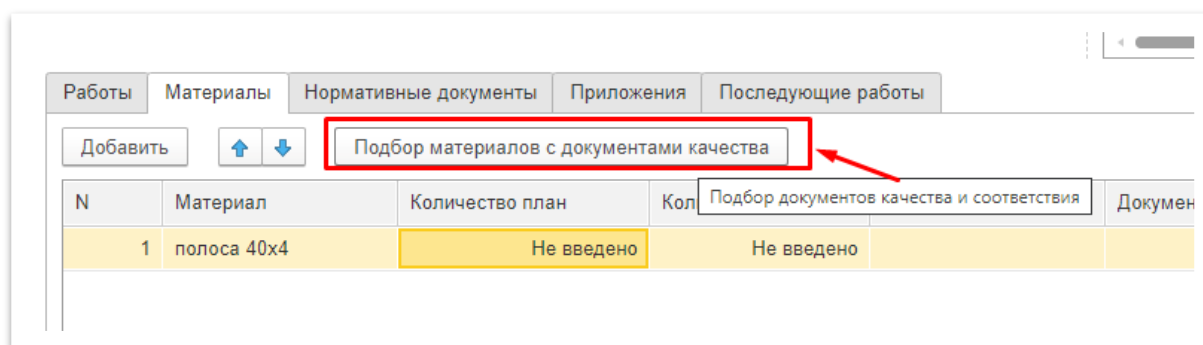 Работы Материалы Нормативные документы Приложения Последующие работы
Добавить Подбор материалов с документами качества
N Материал Количество план Кол Подбор документов качества и соответствия Докумен
1 полоса 40х4 Не введено Не введено